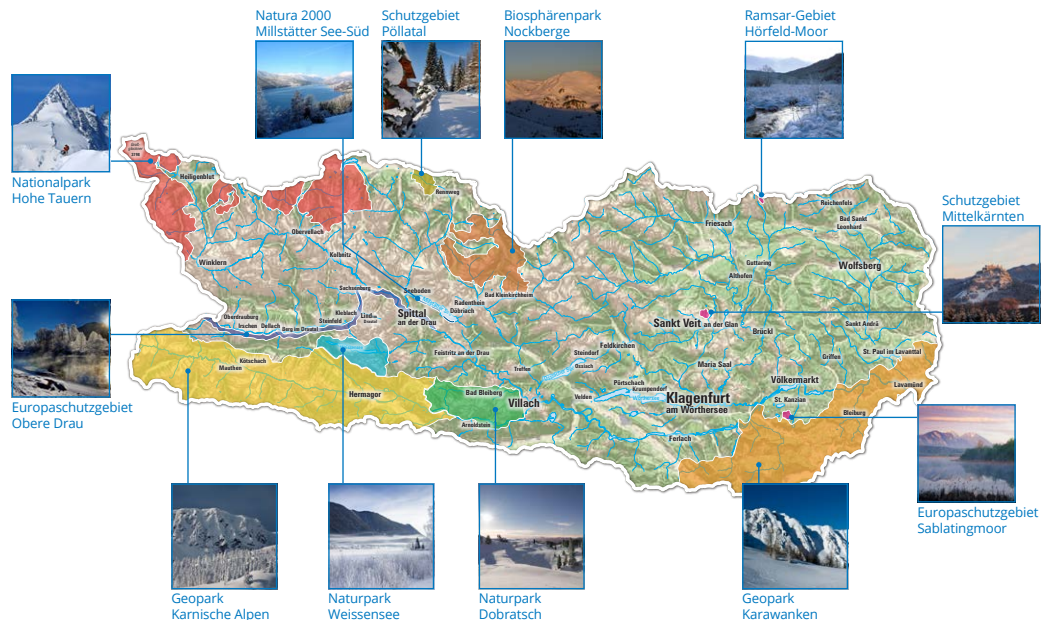 Natura 2000
Millstätter See-Süd
Schutzgebiet
Pöllatal
Biosphärenpark
Nockberge
Ramsar-Gebiet
Hörfeld-Moor
Nationalpark
Hohe Tauern
Schutzgebiet
Mittelkärnten
Europaschutzgebiet
Obere Drau
Europaschutzgebiet
Sablatingmoor
Geopark
Karnische Alpen
Naturpark
Weissensee
Naturpark
Dobratsch
Geopark
Karawanken
Heiligenblut
Rennweg
Obervellach
Kolbnitz
Winklern
Sachsenburg
Seeboden
Spittal
an der Drau
Radenthein
Döbriach
Bad Kleinkirchheim
Oberdrauburg
Irschen
Dellach
Berg im Drautal
Steinfeld
Kleblach
Lind im
Drautal
Kötschach
Mauthen
Hermagor
Feistritz an der Drau
Bad Bleiberg
Villach
Arnoldstein
Treffen
Steindorf
Ossiach
Feldkirchen
Velden
Pörtschach
Krumpendorf
Klagenfurt
am Wörthersee
Maria Saal
Ferlach
Sankt Veit an der Glan
Friesach
Guttaring
Althofen
Brückl
Reichenfels
Bad Sankt
Leonhard
Wolfsberg
Sankt Andrä
St. Paul im Lavanttal
Griffen
Lavamünd
Völkermarkt
St. Kanzian
Bleiburg